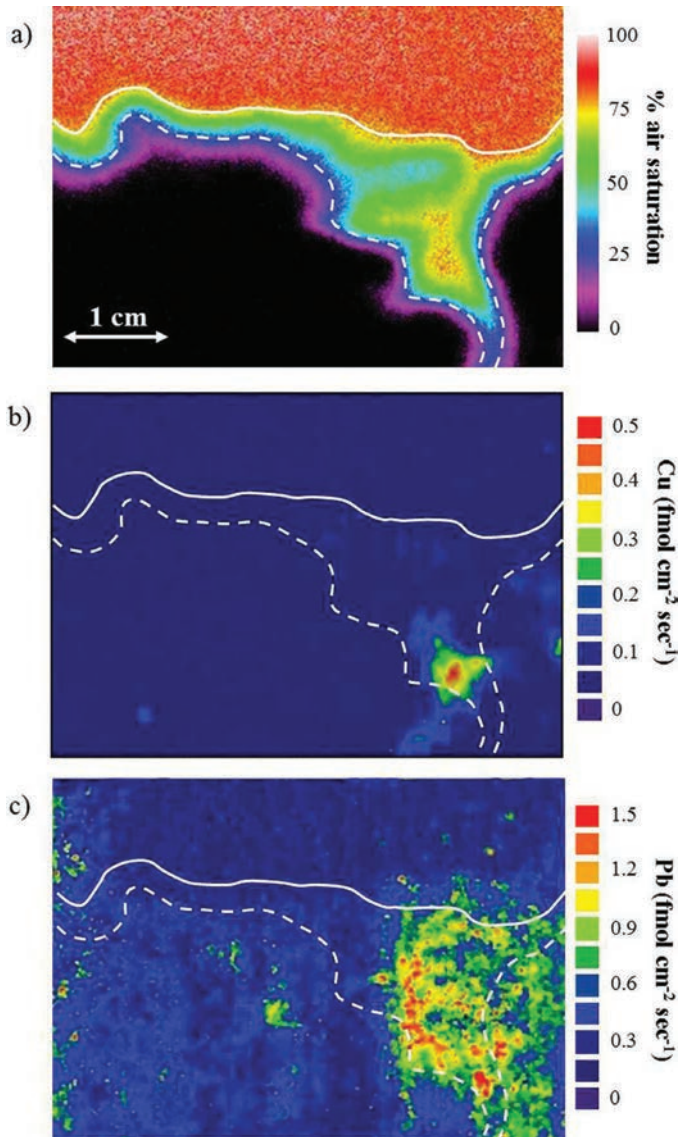 a)
100
75
50
25
0
% air saturation
1 cm
b)
0.5
0.4
0.3
0.2
0.1
0
Cu (fmol cm⁻² sec⁻¹)
c)
1.5
1.2
0.9
0.6
0.3
0
Pb (fmol cm⁻² sec⁻¹)